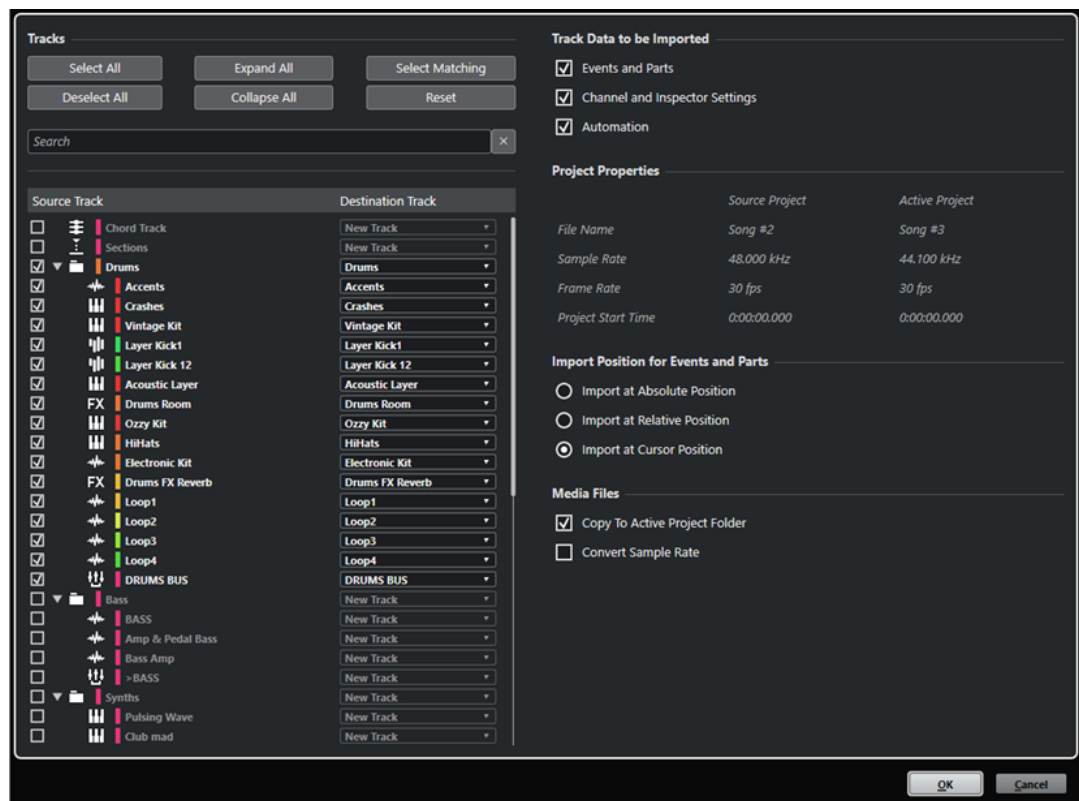 Tracks
Select All Expand All Select Matching
Deselect All Collapse All Reset
Search
Source Track Destination Track
Chord Track New Track
Sections New Track
Drums Drums
Accents Accents
Crashes Crashes
Vintage Kit Vintage Kit
Layer Kick1 Layer Kick1
Layer Kick 12 Layer Kick 12
Acoustic Layer Acoustic Layer
FX Drums Room Drums Room
Ozzy Kit Ozzy Kit
HiHats HiHats
Electronic Kit Electronic Kit
FX Drums FX Reverb Drums FX Reverb
Loop1 Loop1
Loop2 Loop2
Loop3 Loop3
Loop4 Loop4
DRUMS BUS DRUMS BUS
Bass New Track
BASS New Track
Amp & Pedal Bass New Track
Bass Amp New Track
>BASS New Track
Synths New Track
Pulsing Wave New Track
Club mad New Track
Track Data to be Imported
Events and Parts
Channel and Inspector Settings
Automation
Project Properties
Source Project Active Project
File Name Song #2 Song #3
Sample Rate 48.000 kHz 44.100 kHz
Frame Rate 30 fps 30 fps
Project Start Time 0:00:00.000 0:00:00.000
Import Position for Events and Parts
Import at Absolute Position
Import at Relative Position
Import at Cursor Position
Media Files
Copy To Active Project Folder
Convert Sample Rate
OK Cancel